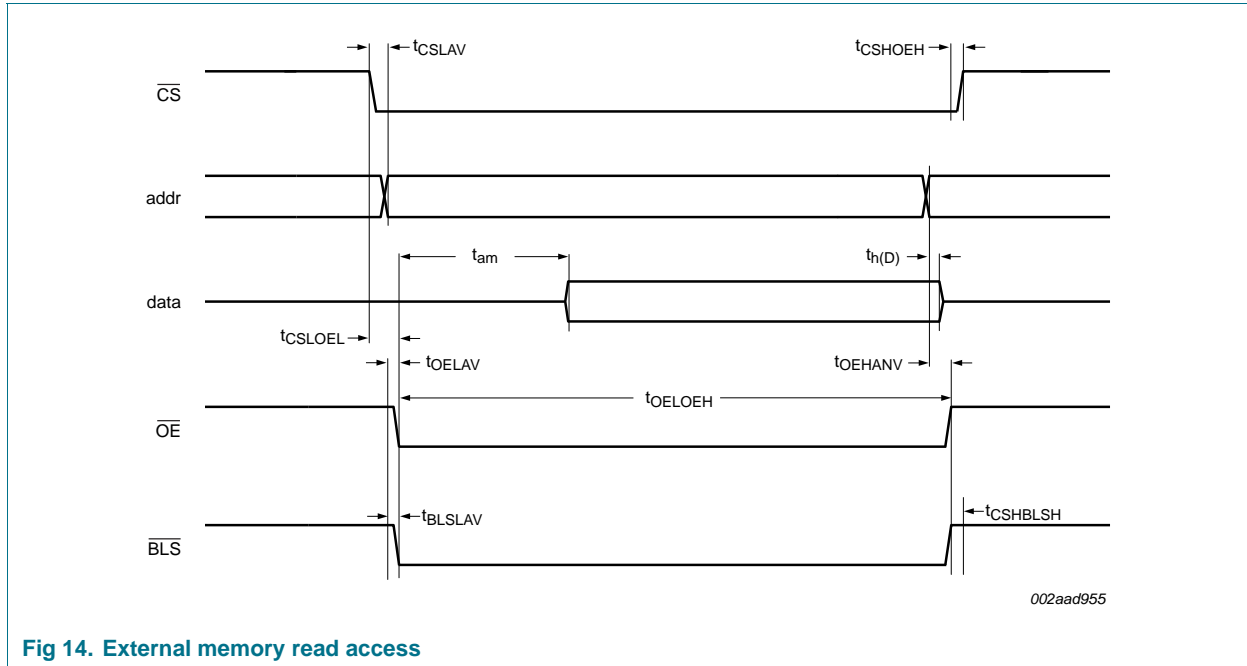 tCSLAV
tCSHOEH
CS
addr
tam
th(D)
data
tCSLOEL
tOELAV
tOEHANV
tOELOEH
OE
tBLSLAV
tCSHBLSH
BLS
002aad955
Fig 14. External memory read access